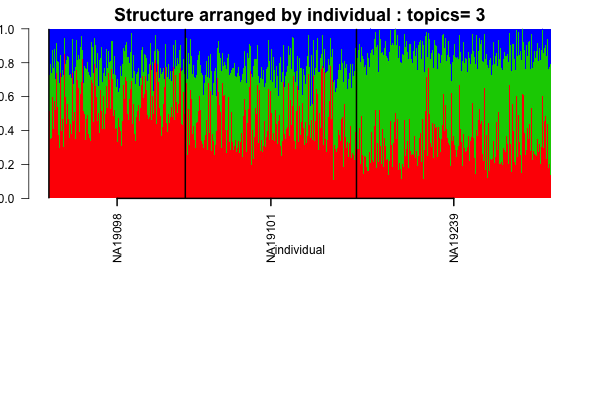 Structure arranged by individual : topics= 3
1.0
0.8
0.6
0.4
0.2
0.0
NA19098
NA19101
NA19239
individual